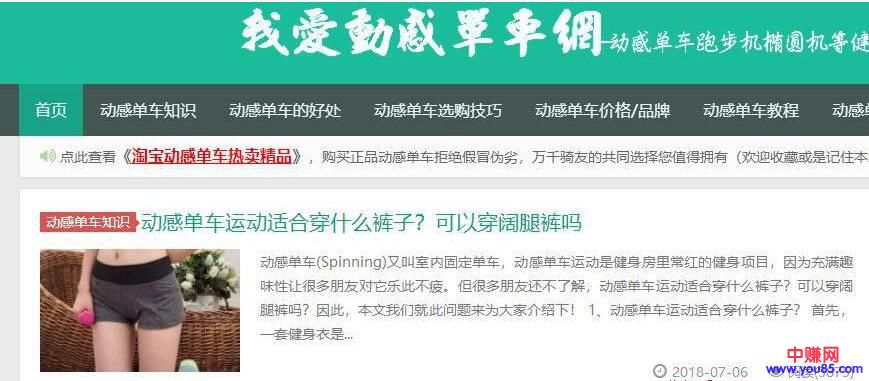 我愛動感單車網
—动感单车跑步机椭圆机等健
首页 动感单车知识 动感单车的好处 动感单车选购技巧 动感单车价格/品牌 动感单车教程 动感单
点此查看《淘宝动感单车热卖精品》，购买正品动感单车拒绝假冒伪劣，万千骑友的共同选择您值得拥有（欢迎收藏或是记住本
动感单车知识 动感单车运动适合穿什么裤子？可以穿阔腿裤吗
动感单车(Spinning)又叫室内固定单车，动感单车运动是健身房里常红的健身项目，因为充满趣
味性让很多朋友对它乐此不疲。但很多朋友还不了解，动感单车运动适合穿什么裤子？可以穿阔
腿裤吗？因此，本文我们就此问题来为大家介绍下！ 1、动感单车运动适合穿什么裤子？ 首先，
一套健身衣是...
2018-07-06
中赚网
www.you85.com